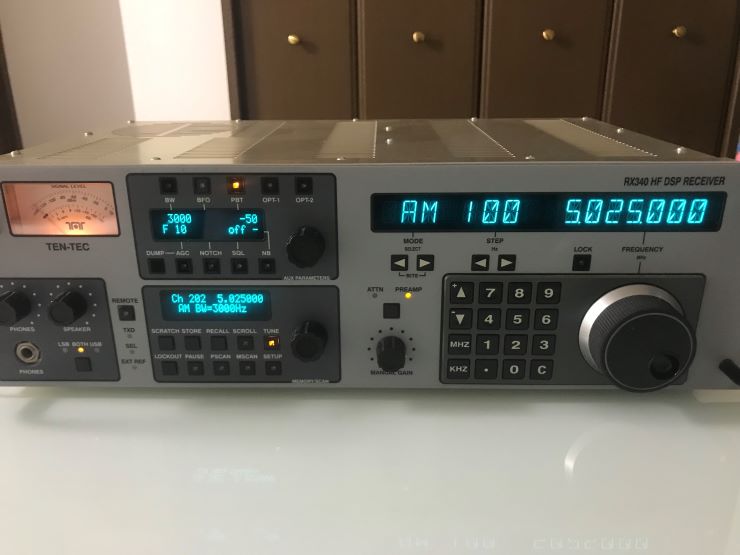 RX340 HF DSP RECEIVER
SIGNAL LEVEL
TEN-TEC
BW BFO PBT OPT-1 OPT-2
3000 -50
F 10 off -
DUMP AGC NOTCH SQL NB
AUX PARAMETERS
AM 100 5.025.000
MODE STEP LOCK FREQUENCY
SELECT Hz MHz
BITE
PHONES SPEAKER
LSB BOTH USB
PHONES
REMOTE
TXD
SEL
EXT REF
Ch 202 5.025000
AM BW=3000Hz
SCRATCH STORE RECALL SCROLL TUNE
LOCKOUT PAUSE PSCAN MSCAN SETUP
MEMORY/SCAN
ATTN PREAMP
MANUAL GAIN
+▲ 7 8 9
-▼ 4 5 6
MHZ 1 2 3
KHZ . 0 C